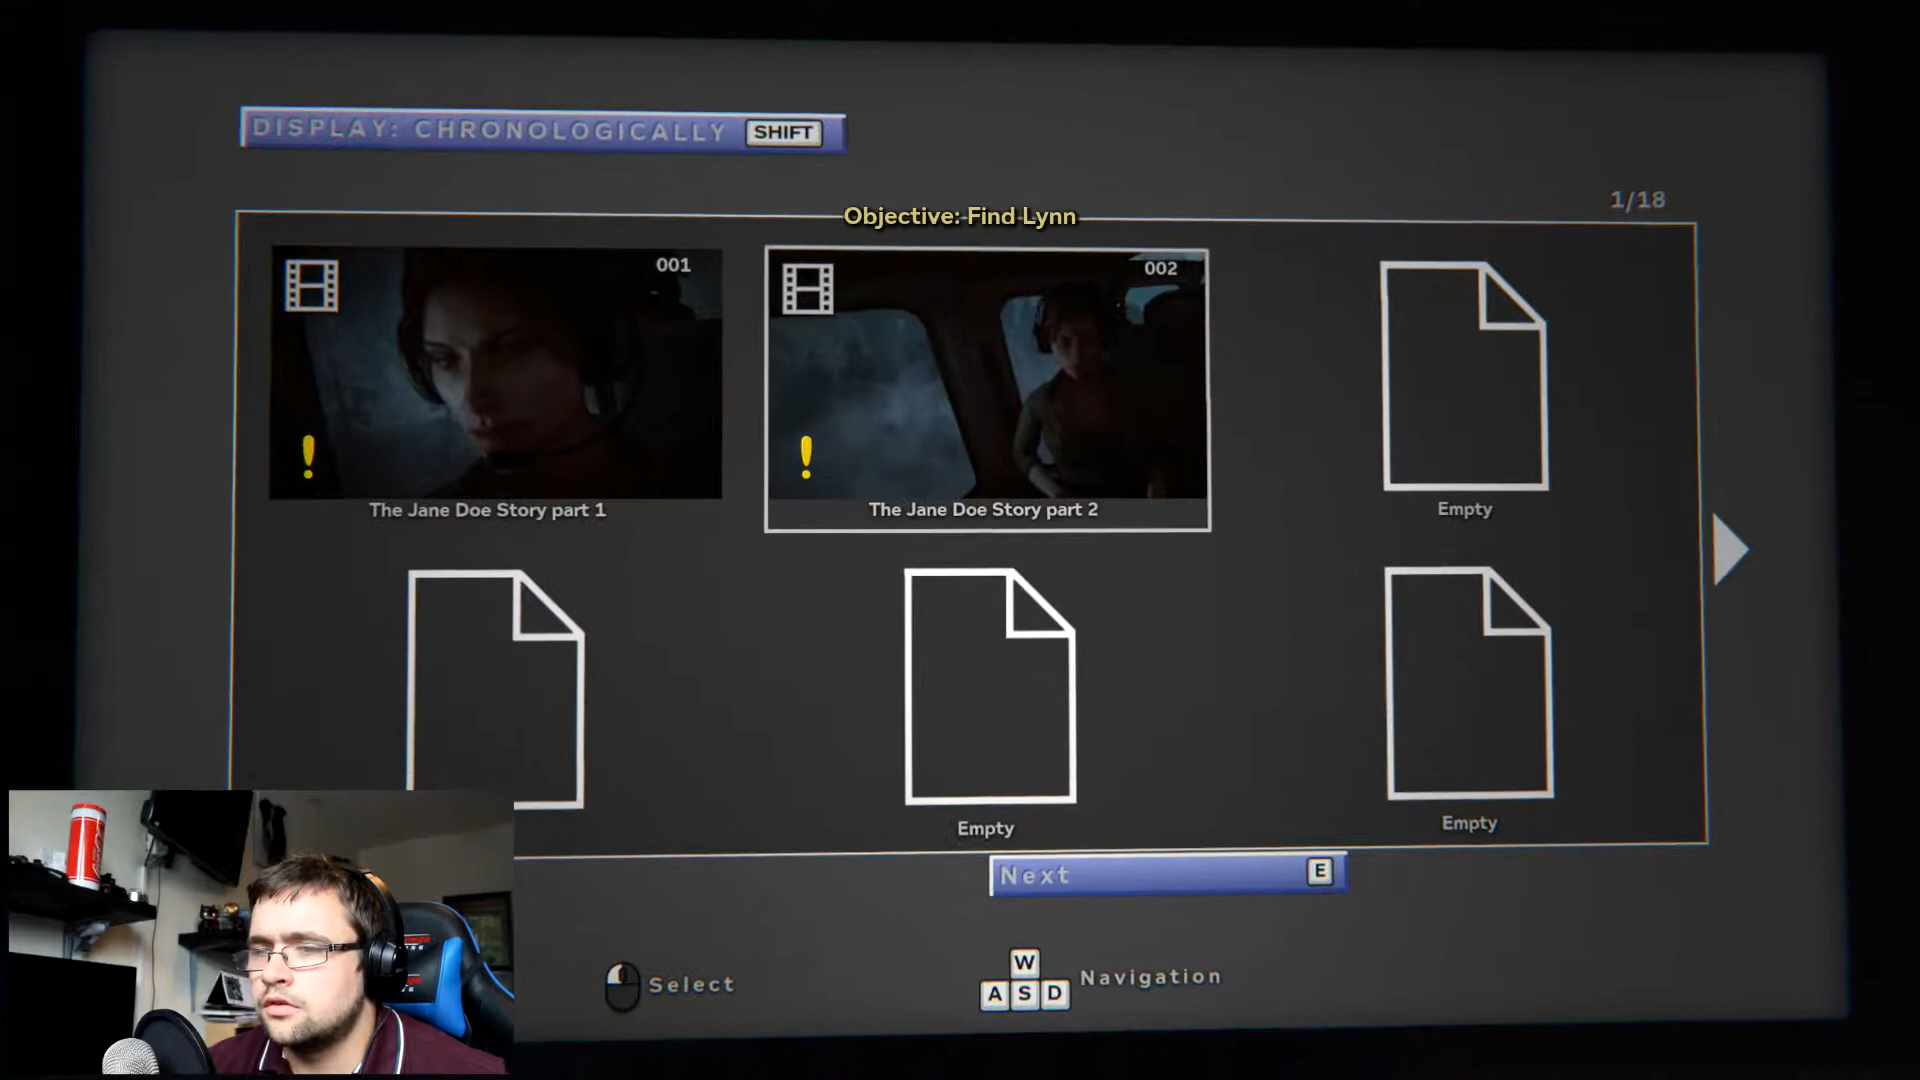 DISPLAY: CHRONOLOGICALLY SHIFT
1/18
Objective: Find Lynn
001
002
The Jane Doe Story part 1
The Jane Doe Story part 2
Empty
Empty
Empty
Next E
Select
W
A S D
Navigation